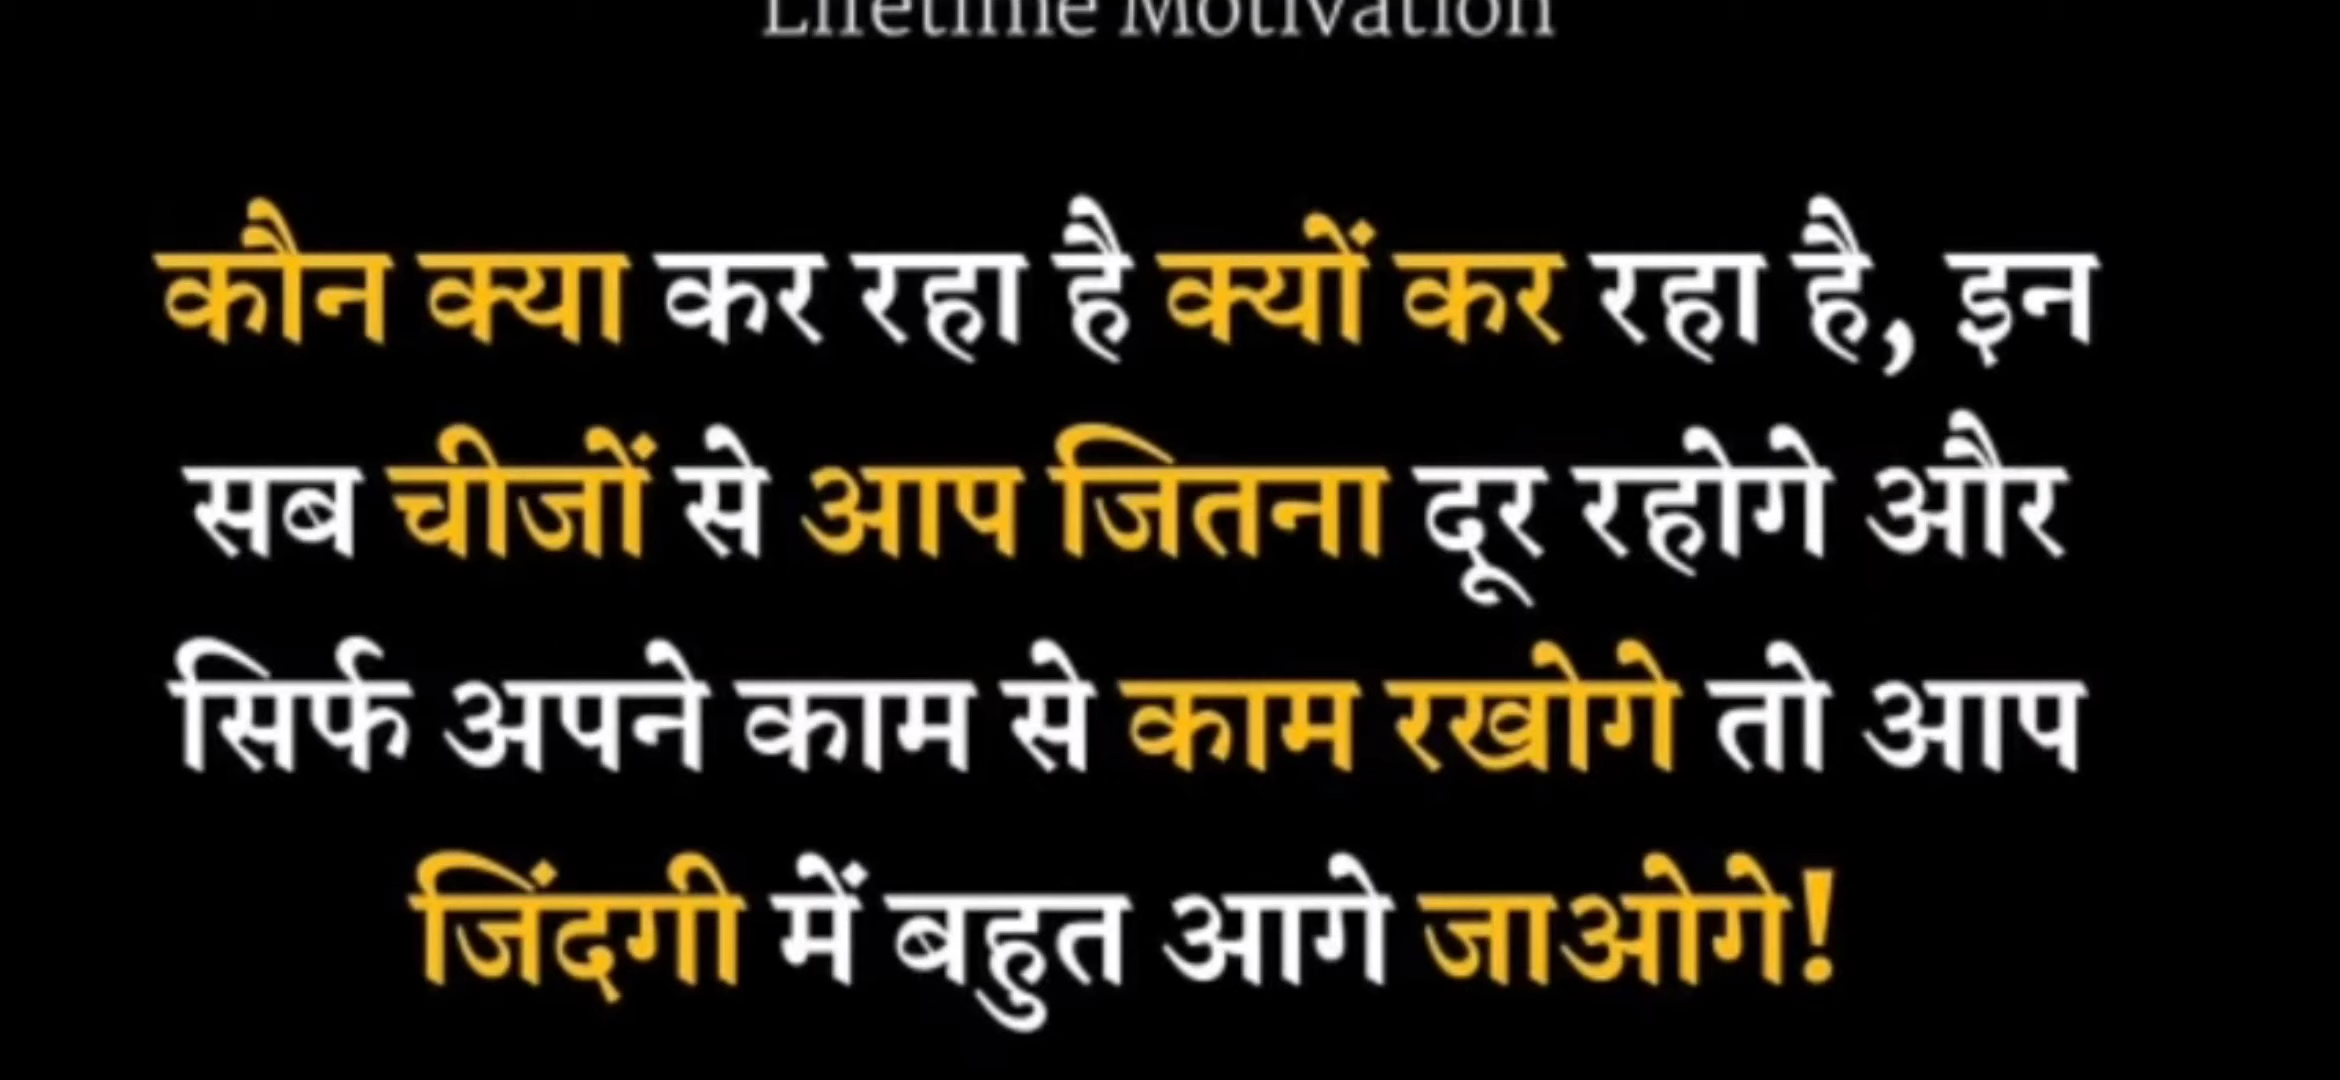 Lifetime Motivation
कौन क्या कर रहा है क्यों कर रहा है, इन
सब चीजों से आप जितना दूर रहोगे और
सिर्फ अपने काम से काम रखोगे तो आप
जिंदगी में बहुत आगे जाओगे!